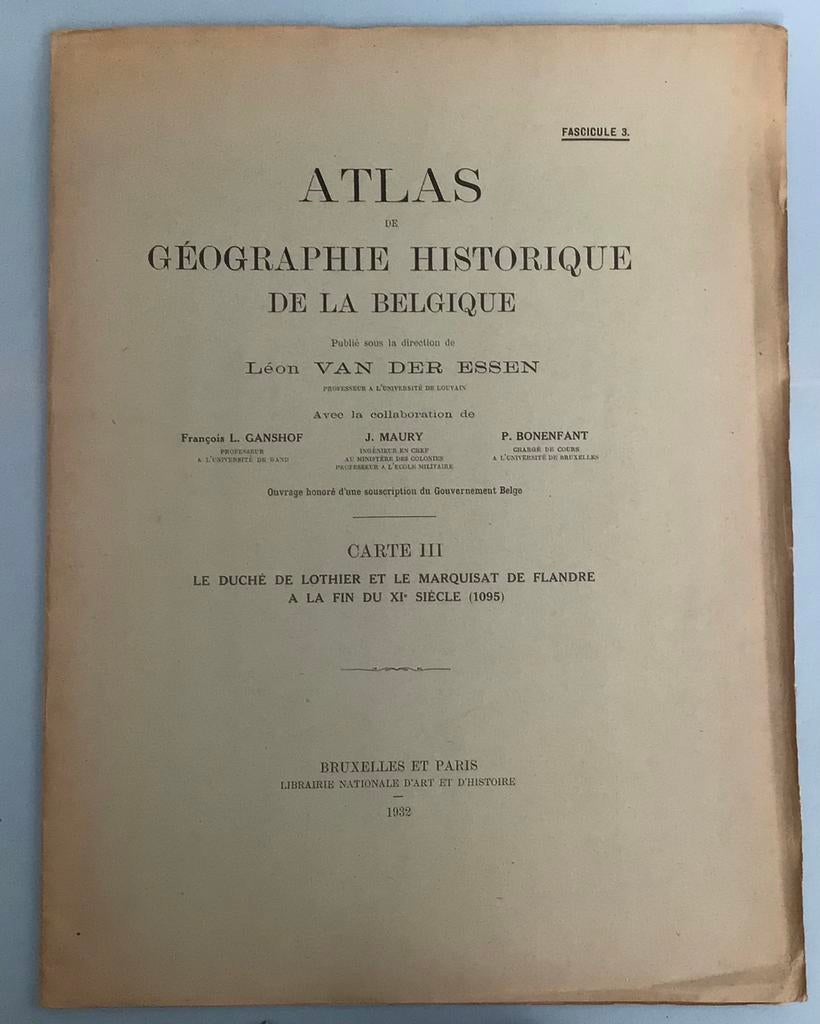 FASCICULE 3.
ATLAS
DE
GÉOGRAPHIE HISTORIQUE
DE LA BELGIQUE
Publié sous la direction de
Léon VAN DER ESSEN
PROFESSEUR A L'UNIVERSITÉ DE LOUVAIN
Avec la collaboration de
François L. GANSHOF
PROFESSEUR
A L'UNIVERSITÉ DE GAND
J. MAURY
INGÉNIEUR EN CHEF
AU MINISTÈRE DES COLONIES
PROFESSEUR A L'ECOLE MILITAIRE
P. BONENFANT
CHARGÉ DE COURS
A L'UNIVERSITÉ DE BRUXELLES
Ouvrage honoré d'une souscription du Gouvernement Belge
CARTE III
LE DUCHÉ DE LOTHIER ET LE MARQUISAT DE FLANDRE
A LA FIN DU XIe SIÈCLE (1095)
BRUXELLES ET PARIS
LIBRAIRIE NATIONALE D'ART ET D'HISTOIRE
1932